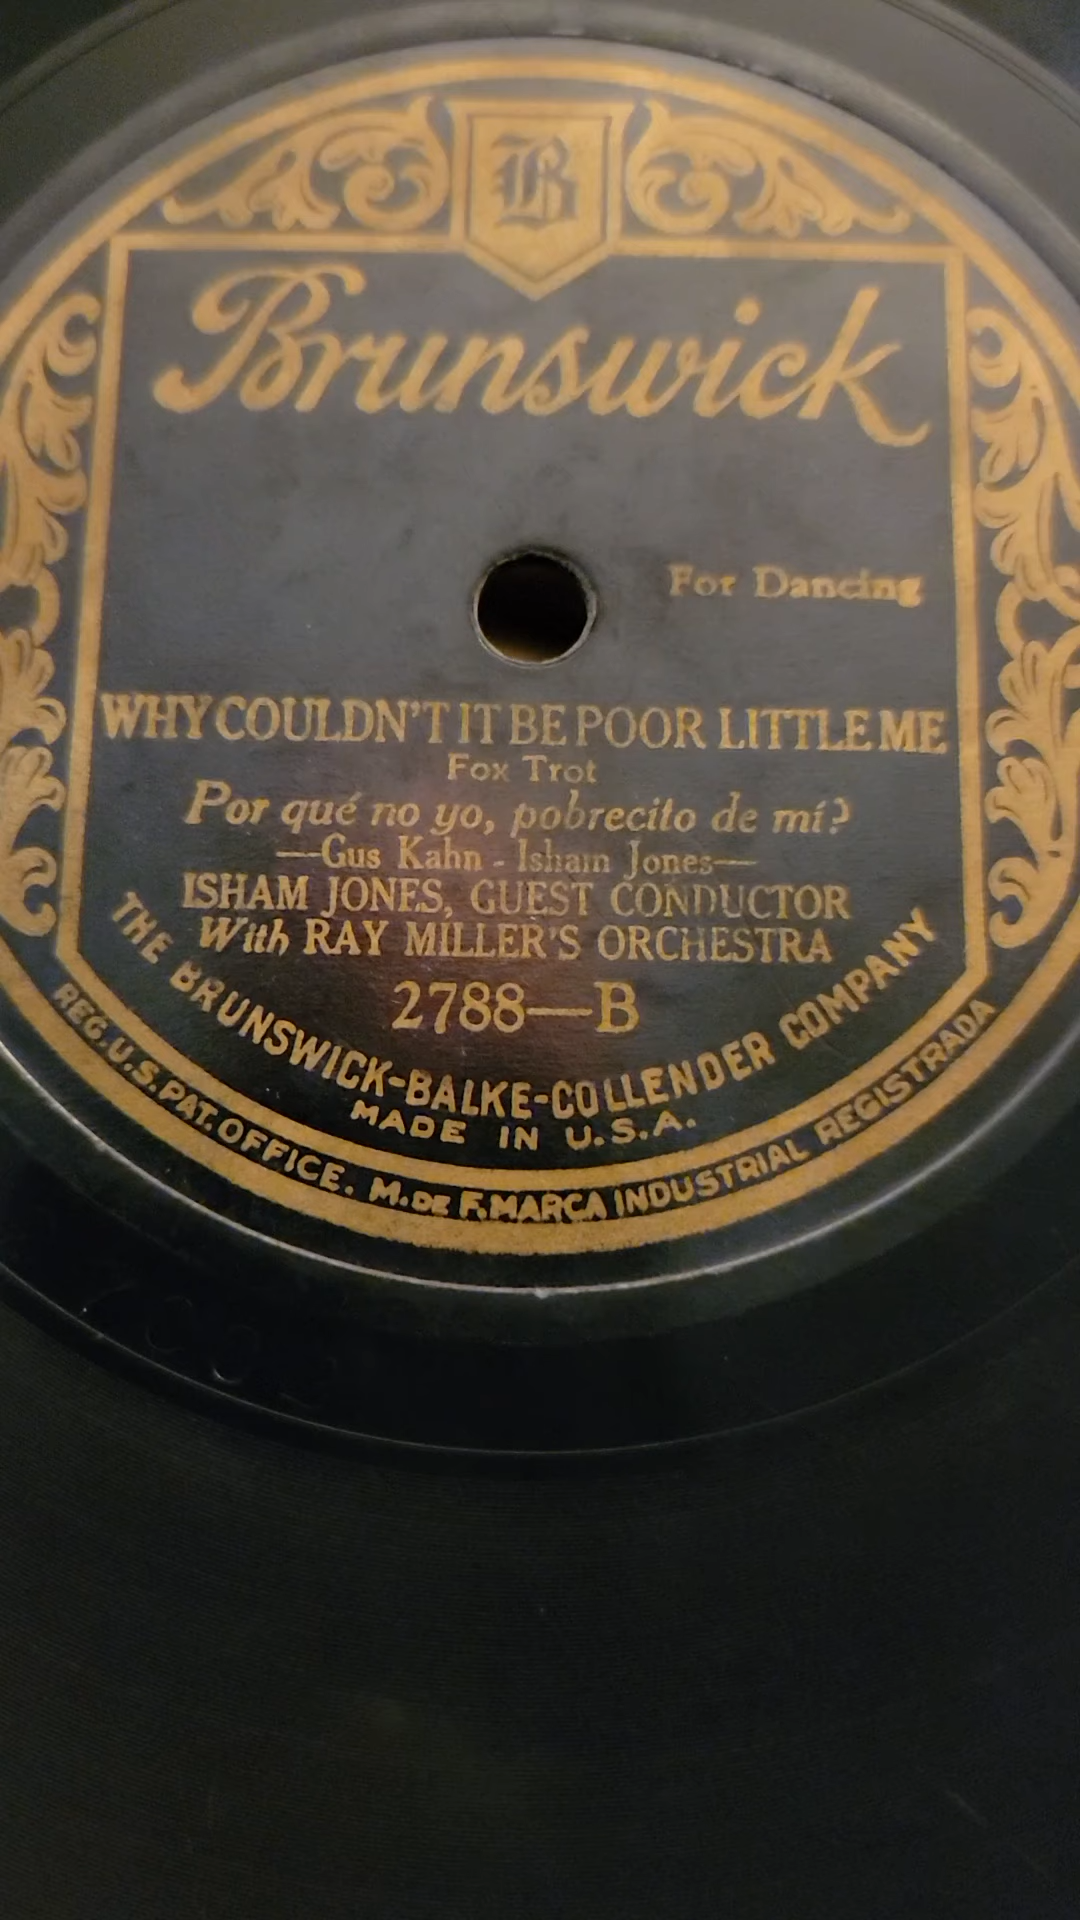 B
Brunswick
For Dancing
WHY COULDN'T IT BE POOR LITTLE ME
Fox Trot
Por qué no yo, pobrecito de mí?
—Gus Kahn - Isham Jones—
ISHAM JONES, GUEST CONDUCTOR
With RAY MILLER'S ORCHESTRA
2788—B
THE BRUNSWICK-BALKE-COLLENDER COMPANY
MADE IN U.S.A.
REG. U.S. PAT. OFFICE. M. DE F. MARCA INDUSTRIAL REGISTRADA